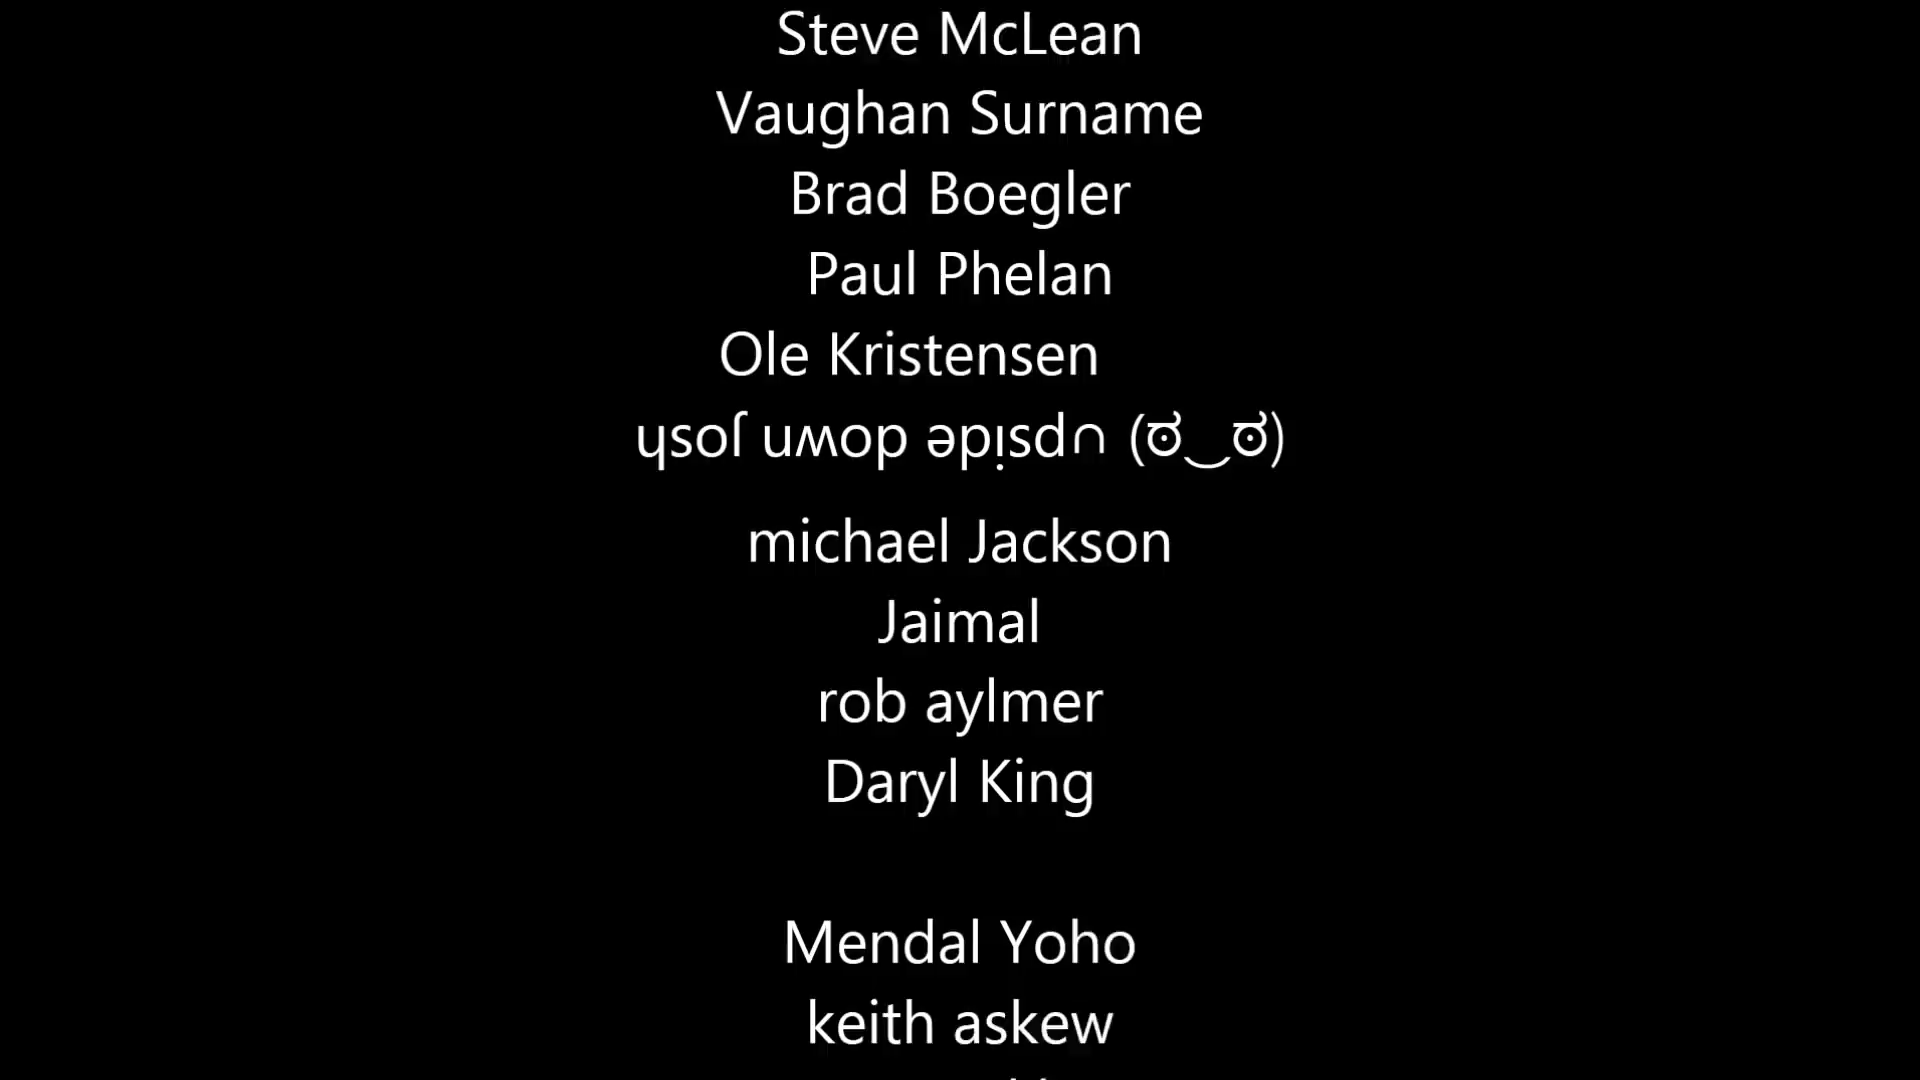 Steve McLean
Vaughan Surname
Brad Boegler
Paul Phelan
Ole Kristensen
ɥsoſ uʍop ǝpᴉsd∩ (ಠ‿ಠ)
michael Jackson
Jaimal
rob aylmer
Daryl King
Mendal Yoho
keith askew